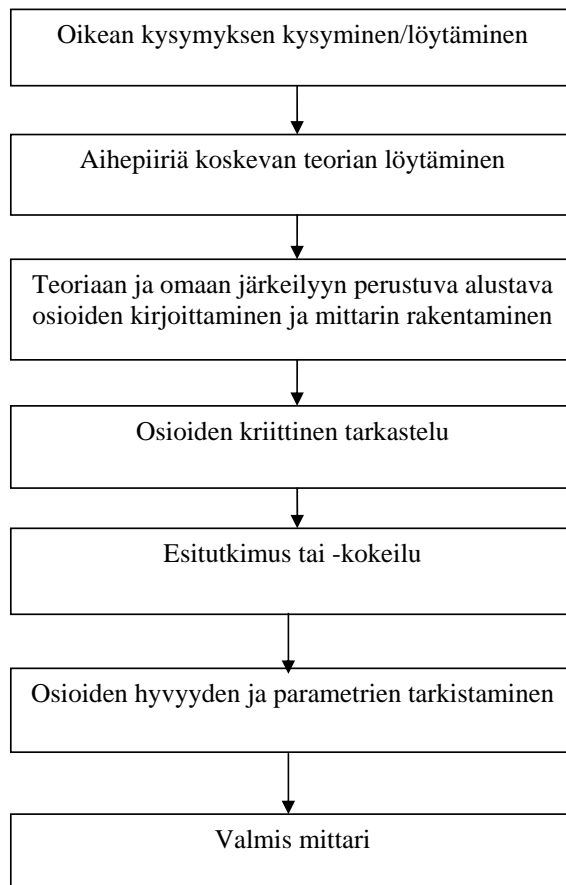 Oikean kysymyksen kysyminen/löytäminen
Aihepiiriä koskevan teorian löytäminen
Teoriaan ja omaan järkeilyyn perustuva alustava
osioiden kirjoittaminen ja mittarin rakentaminen
Osioiden kriittinen tarkastelu
Esitutkimus tai -kokeilu
Osioiden hyvyyden ja parametrien tarkistaminen
Valmis mittari